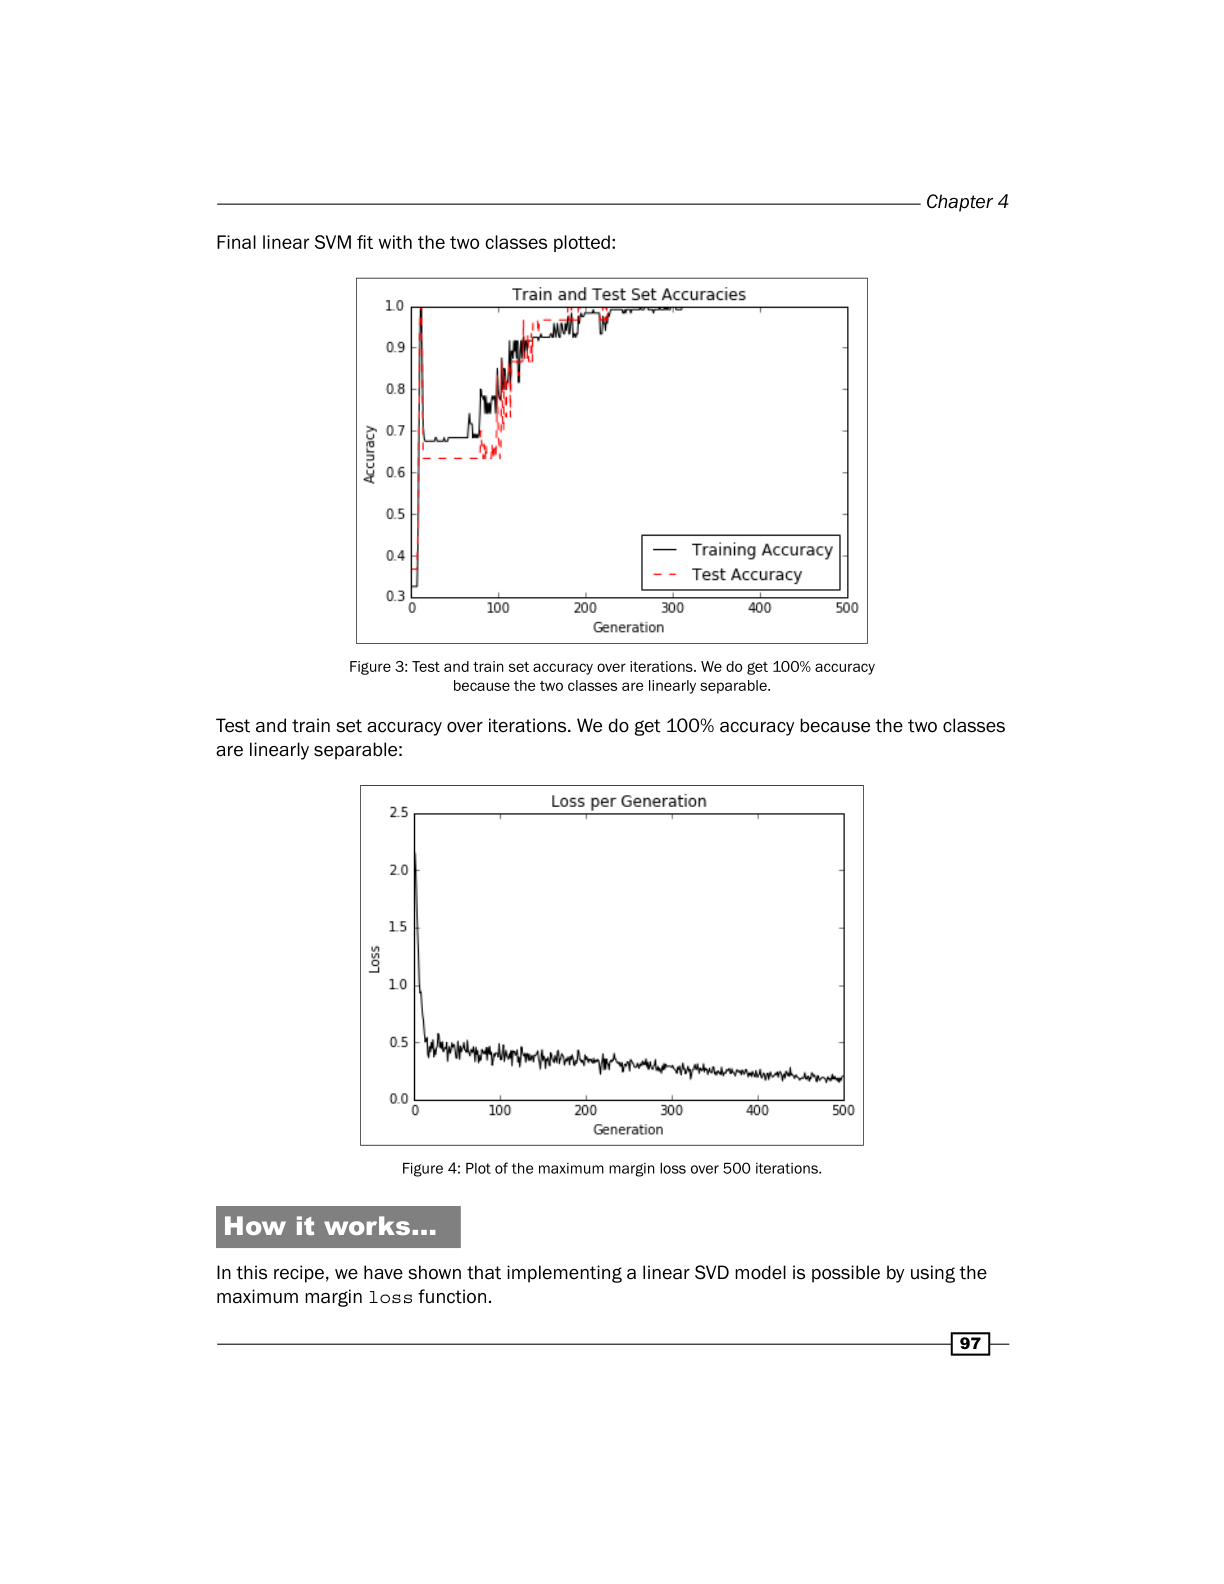 Chapter 4
Final linear SVM fit with the two classes plotted:
Train and Test Set Accuracies
1.0
0.9
0.8
0.7
0.6
0.5
0.4
0.3
Accuracy
Training Accuracy
Test Accuracy
0 100 200 300 400 500
Generation
Figure 3: Test and train set accuracy over iterations. We do get 100% accuracy
because the two classes are linearly separable.
Test and train set accuracy over iterations. We do get 100% accuracy because the two classes
are linearly separable:
Loss per Generation
2.5
2.0
1.5
1.0
0.5
0.0
Loss
0 100 200 300 400 500
Generation
Figure 4: Plot of the maximum margin loss over 500 iterations.
How it works…
In this recipe, we have shown that implementing a linear SVD model is possible by using the
maximum margin loss function.
97